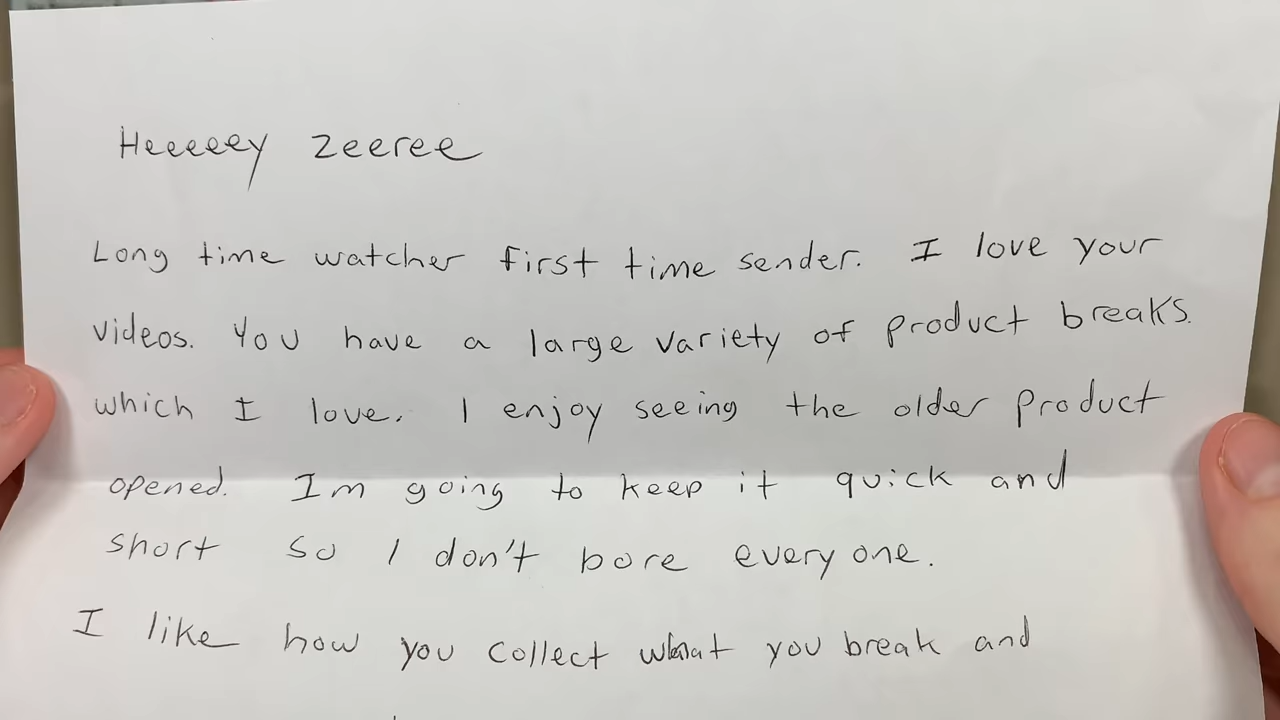 Heeeeey zeeree
Long time watcher first time sender. I love your
videos. You have a large variety of product breaks.
which I love. I enjoy seeing the older product
opened. Im going to keep it quick and
short so I don't bore everyone.
I like how you collect what you break and